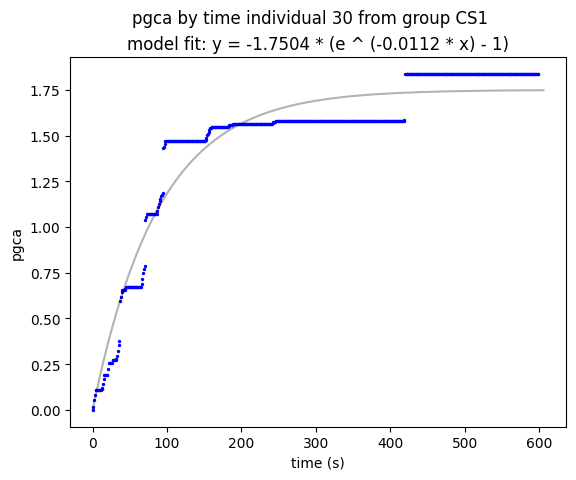 pgca by time individual 30 from group CS1
model fit: y = -1.7504 * (e ^ (-0.0112 * x) - 1)
1.75
1.50
1.25
1.00
0.75
0.50
0.25
0.00
pgca
0 100 200 300 400 500 600
time (s)